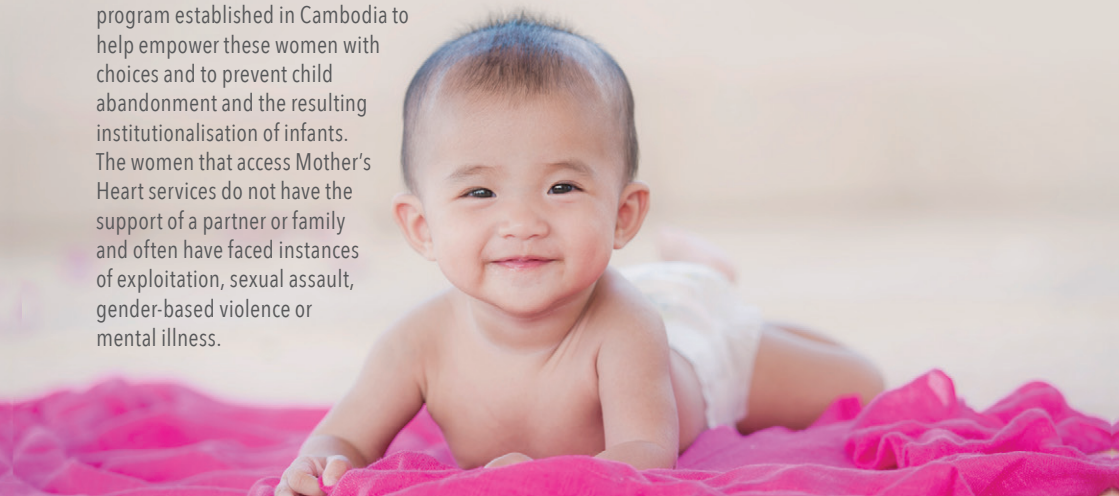 program established in Cambodia to
help empower these women with
choices and to prevent child
abandonment and the resulting
institutionalisation of infants.
The women that access Mother’s
Heart services do not have the
support of a partner or family
and often have faced instances
of exploitation, sexual assault,
gender-based violence or
mental illness.